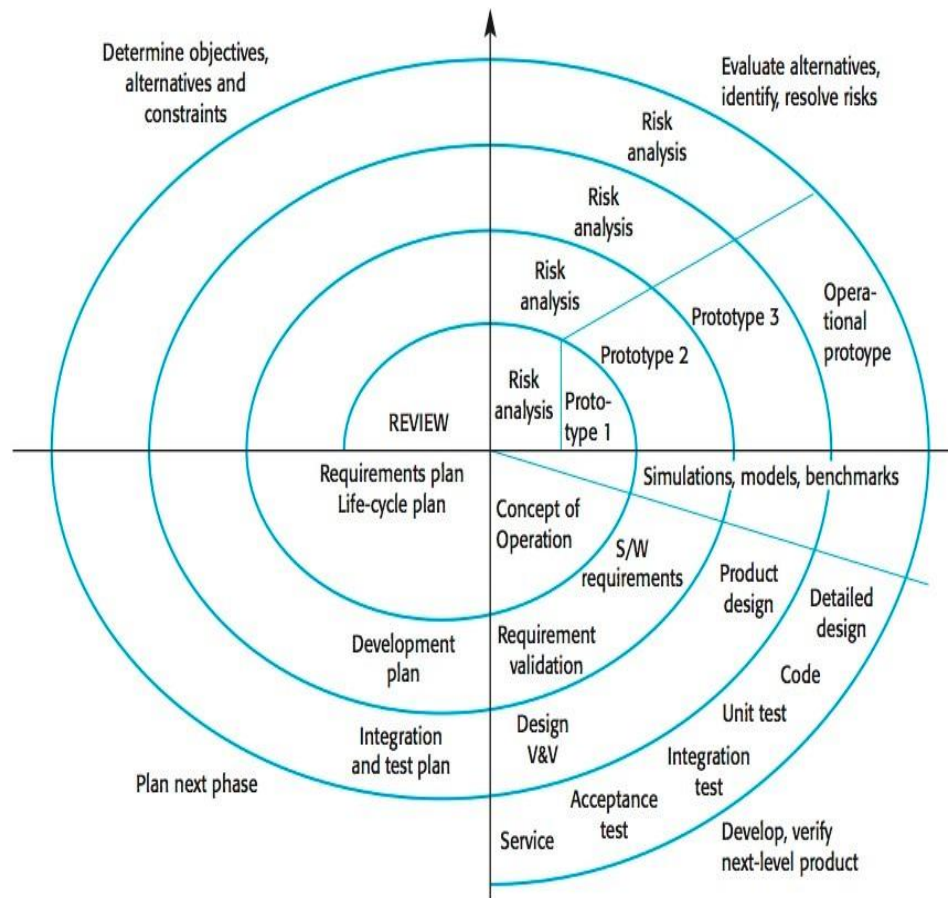 Determine objectives,
alternatives and
constraints
Evaluate alternatives,
identify, resolve risks
Risk
analysis
Risk
analysis
Risk
analysis
Opera-
tional
protoype
Prototype 3
Prototype 2
Risk
analysis
Proto-
type 1
REVIEW
Requirements plan
Life-cycle plan
Simulations, models, benchmarks
Concept of
Operation
S/W
requirements
Product
design
Detailed
design
Development
plan
Requirement
validation
Code
Unit test
Integration
and test plan
Design
V&V
Integration
test
Plan next phase
Acceptance
test
Service
Develop, verify
next-level product